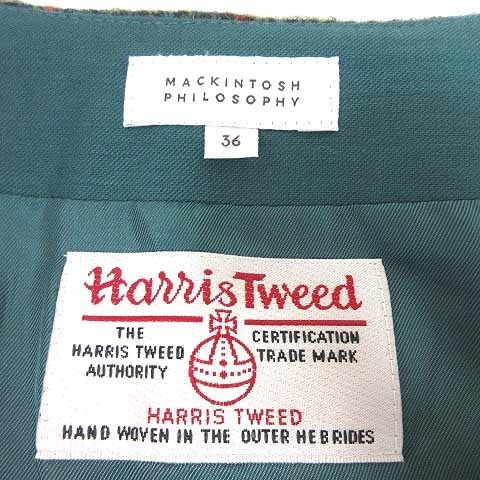 MACKINTOSH
PHILOSOPHY
36
Harris Tweed
THE
HARRIS TWEED
AUTHORITY
CERTIFICATION
TRADE MARK
HARRIS TWEED
HAND WOVEN IN THE OUTER HEBRIDES